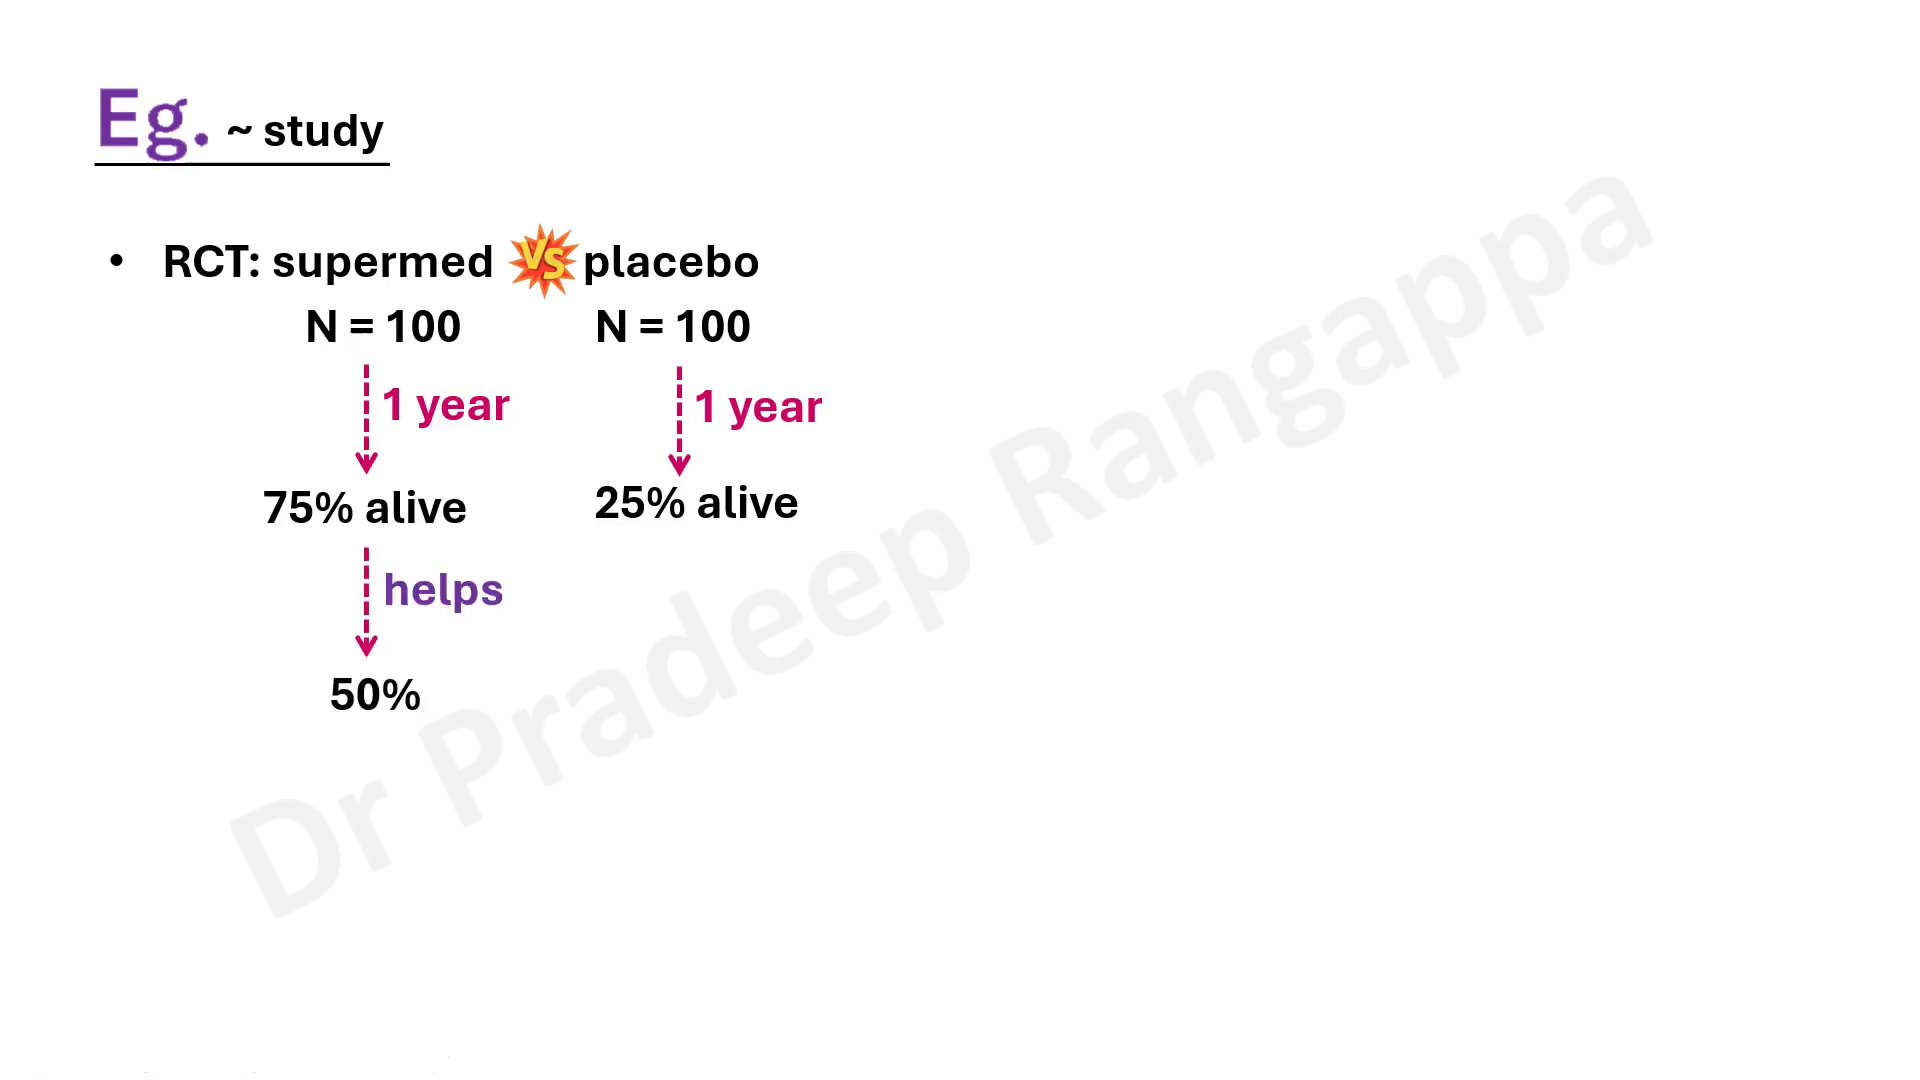 Eg. ~ study
• RCT: supermed VS placebo
N = 100 N = 100
1 year 1 year
75% alive 25% alive
helps
50%
Dr Pradeep Rangappa